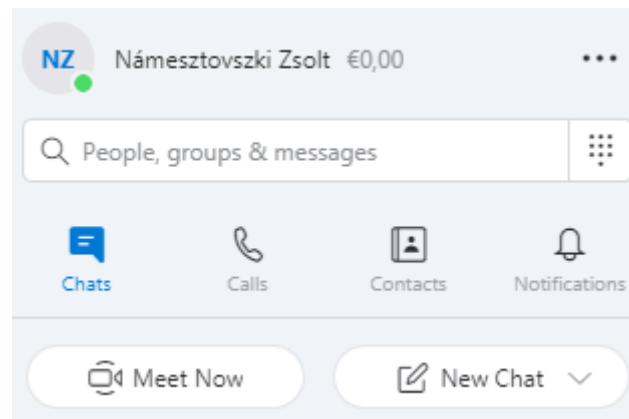 NZ Námesztovszki Zsolt €0,00
People, groups & messages
Chats Calls Contacts Notifications
Meet Now New Chat